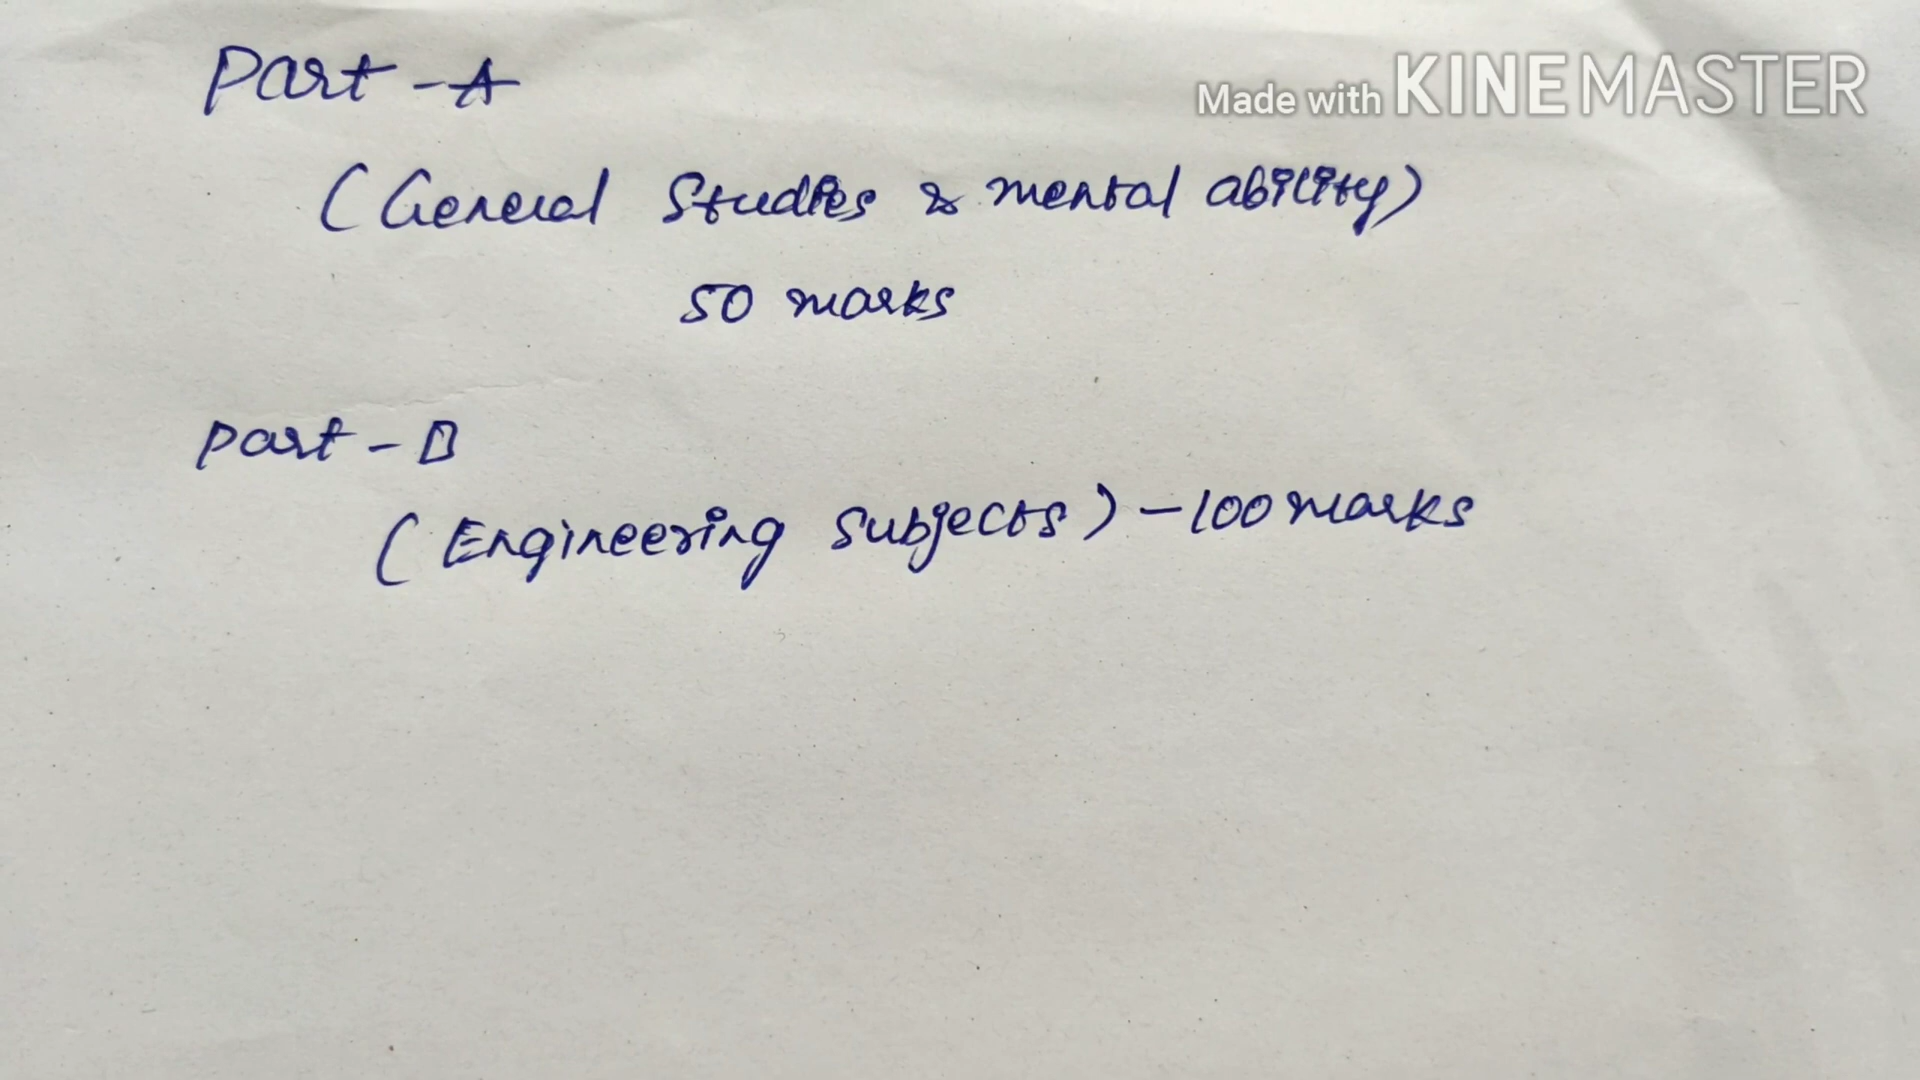 Part - A
Made with KINEMASTER
(General Studies & mental ability)
50 marks
Part - B
(Engineering Subjects) - 100 marks